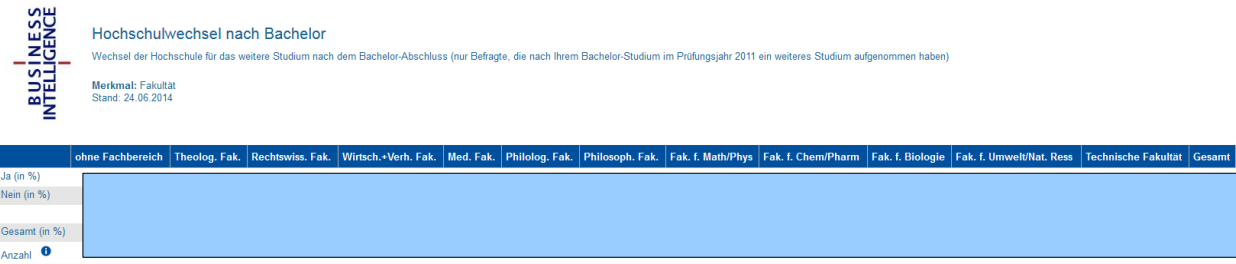 BUSINESS
INTELLIGENCE
Hochschulwechsel nach Bachelor
Wechsel der Hochschule für das weitere Studium nach dem Bachelor-Abschluss (nur Befragte, die nach Ihrem Bachelor-Studium im Prüfungsjahr 2011 ein weiteres Studium aufgenommen haben)
Merkmal: Fakultät
Stand: 24.06.2014
ohne Fachbereich Theolog. Fak. Rechtswiss. Fak. Wirtsch.+Verh. Fak. Med. Fak. Philolog. Fak. Philosoph. Fak. Fak. f. Math/Phys Fak. f. Chem/Pharm Fak. f. Biologie Fak. f. Umwelt/Nat. Ress Technische Fakultät Gesamt
Ja (in %)
Nein (in %)
Gesamt (in %)
Anzahl i